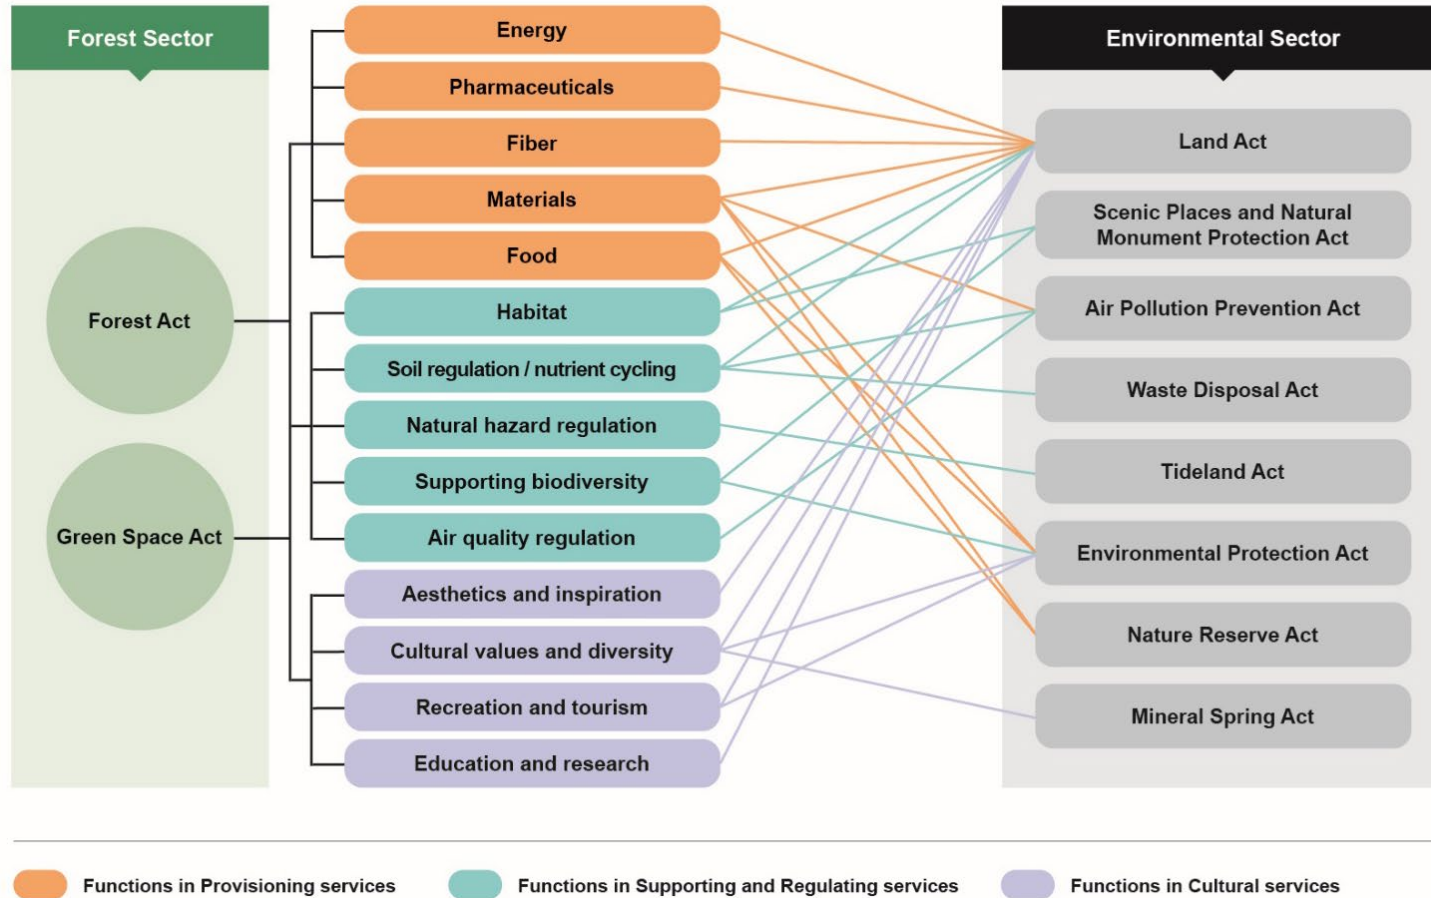 Forest Sector
Forest Act
Green Space Act
Energy
Pharmaceuticals
Fiber
Materials
Food
Habitat
Soil regulation / nutrient cycling
Natural hazard regulation
Supporting biodiversity
Air quality regulation
Aesthetics and inspiration
Cultural values and diversity
Recreation and tourism
Education and research
Environmental Sector
Land Act
Scenic Places and Natural
Monument Protection Act
Air Pollution Prevention Act
Waste Disposal Act
Tideland Act
Environmental Protection Act
Nature Reserve Act
Mineral Spring Act
Functions in Provisioning services
Functions in Supporting and Regulating services
Functions in Cultural services